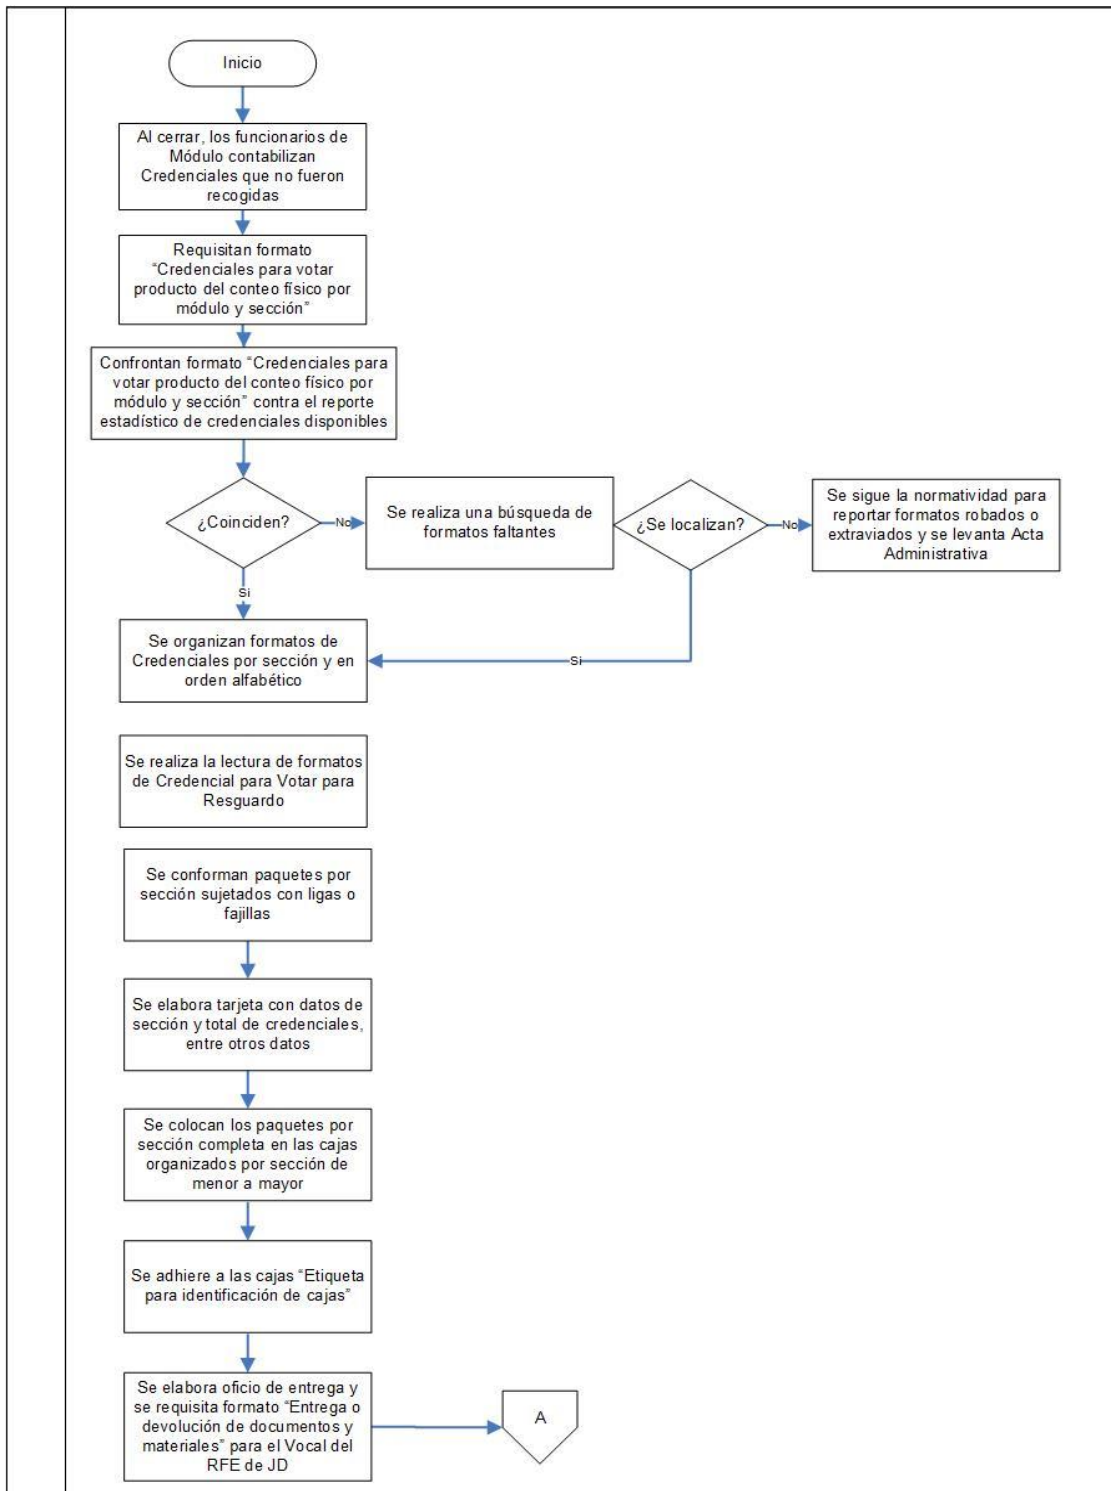 Inicio
Al cerrar, los funcionarios de
Módulo contabilizan
Credenciales que no fueron
recogidas
Requisitan formato
“Credenciales para votar
producto del conteo físico por
módulo y sección”
Confrontan formato “Credenciales para
votar producto del conteo físico por
módulo y sección” contra el reporte
estadístico de credenciales disponibles
¿Coinciden?
No
Se realiza una búsqueda de
formatos faltantes
¿Se localizan?
No
Se sigue la normatividad para
reportar formatos robados o
extraviados y se levanta Acta
Administrativa
Si
Se organizan formatos de
Credenciales por sección y en
orden alfabético
Si
Se realiza la lectura de formatos
de Credencial para Votar para
Resguardo
Se conforman paquetes por
sección sujetados con ligas o
fajillas
Se elabora tarjeta con datos de
sección y total de credenciales,
entre otros datos
Se colocan los paquetes por
sección completa en las cajas
organizados por sección de
menor a mayor
Se adhiere a las cajas “Etiqueta
para identificación de cajas”
Se elabora oficio de entrega y
se requisita formato “Entrega o
devolución de documentos y
materiales” para el Vocal del
RFE de JD
A